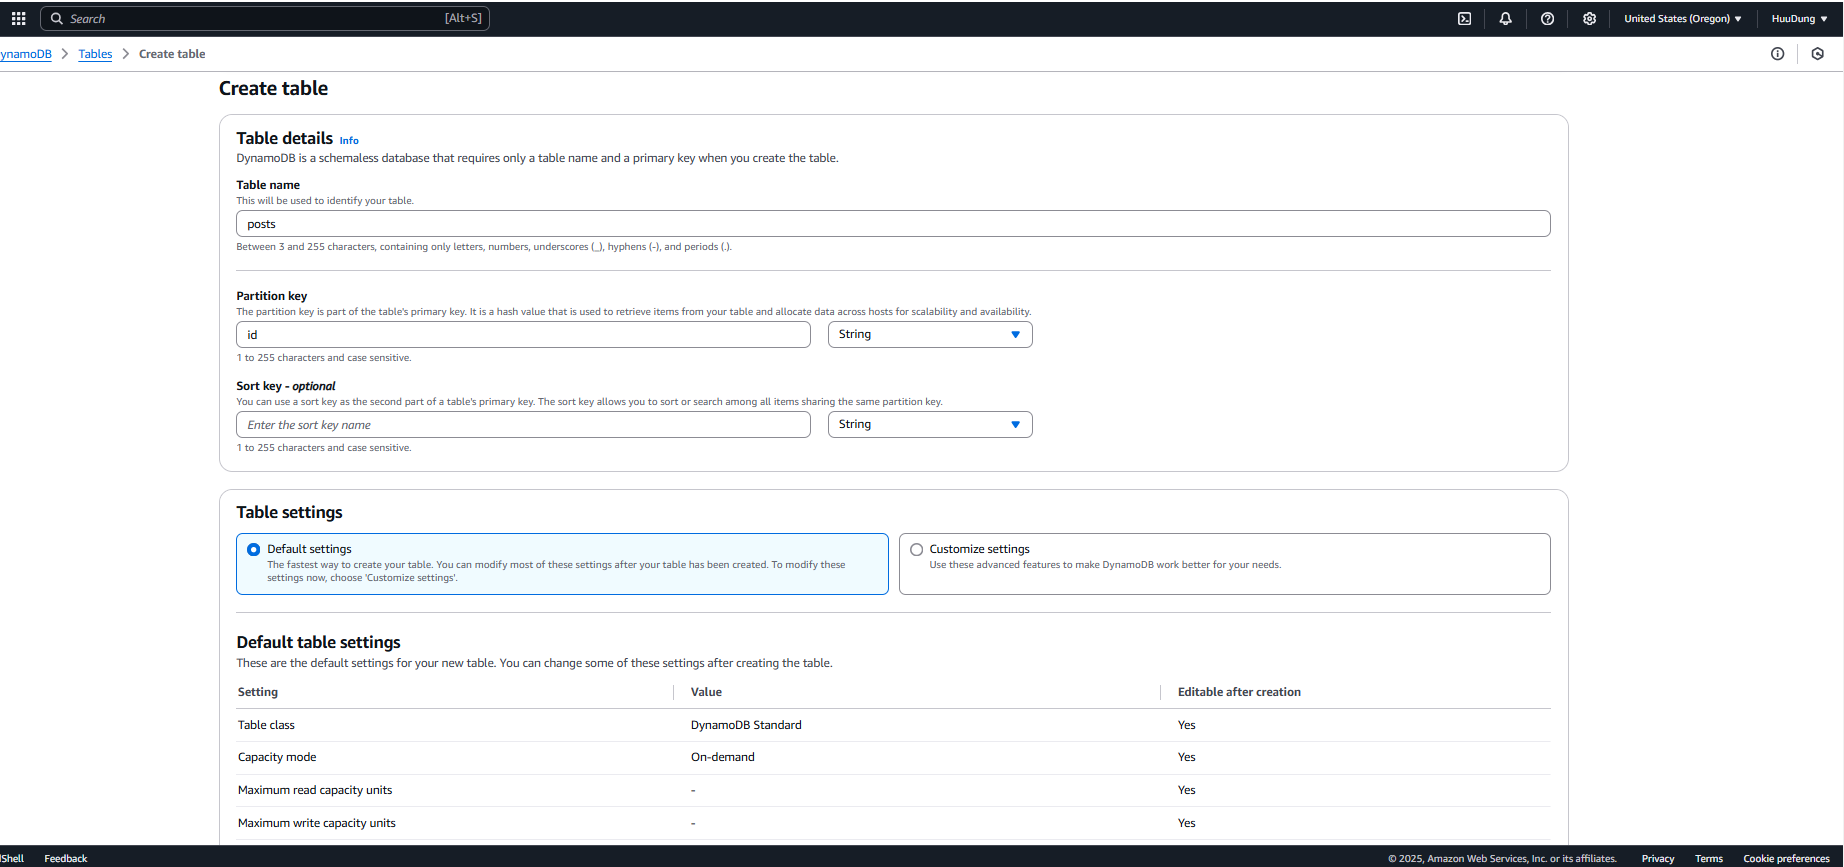 Search [Alt+S] United States (Oregon) HuuDung
ynamoDB Tables Create table
Create table
Table details Info
DynamoDB is a schemaless database that requires only a table name and a primary key when you create the table.
Table name
This will be used to identify your table.
posts
Between 3 and 255 characters, containing only letters, numbers, underscores (_), hyphens (-), and periods (.).
Partition key
The partition key is part of the table's primary key. It is a hash value that is used to retrieve items from your table and allocate data across hosts for scalability and availability.
id String
1 to 255 characters and case sensitive.
Sort key - optional
You can use a sort key as the second part of a table's primary key. The sort key allows you to sort or search among all items sharing the same partition key.
Enter the sort key name String
1 to 255 characters and case sensitive.
Table settings
Default settings
The fastest way to create your table. You can modify most of these settings after your table has been created. To modify these
settings now, choose 'Customize settings'.
Customize settings
Use these advanced features to make DynamoDB work better for your needs.
Default table settings
These are the default settings for your new table. You can change some of these settings after creating the table.
Setting Value Editable after creation
Table class DynamoDB Standard Yes
Capacity mode On-demand Yes
Maximum read capacity units - Yes
Maximum write capacity units - Yes
Shell Feedback © 2025, Amazon Web Services, Inc. or its affiliates. Privacy Terms Cookie preferences